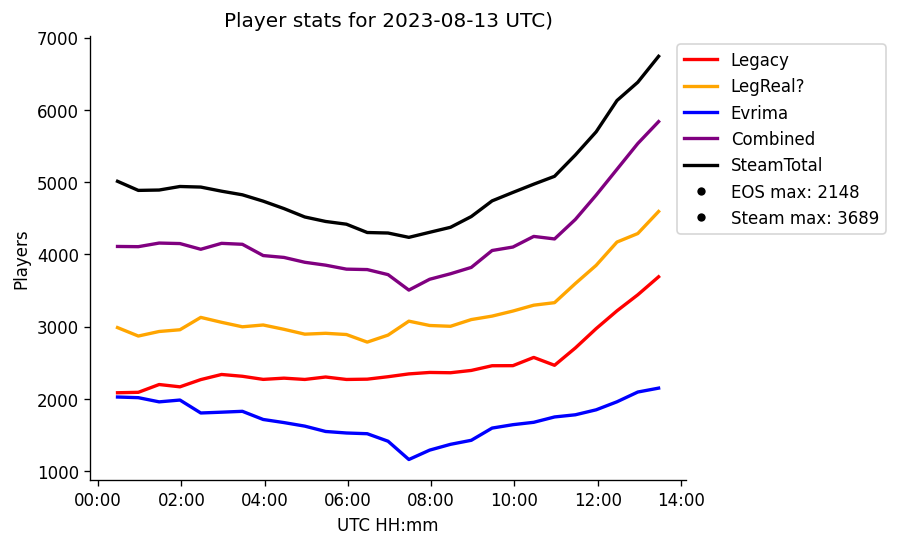 Player stats for 2023-08-13 UTC)
7000
6000
5000
4000
3000
2000
1000
Players
00:00 02:00 04:00 06:00 08:00 10:00 12:00 14:00
UTC HH:mm
Legacy
LegReal?
Evrima
Combined
SteamTotal
EOS max: 2148
Steam max: 3689